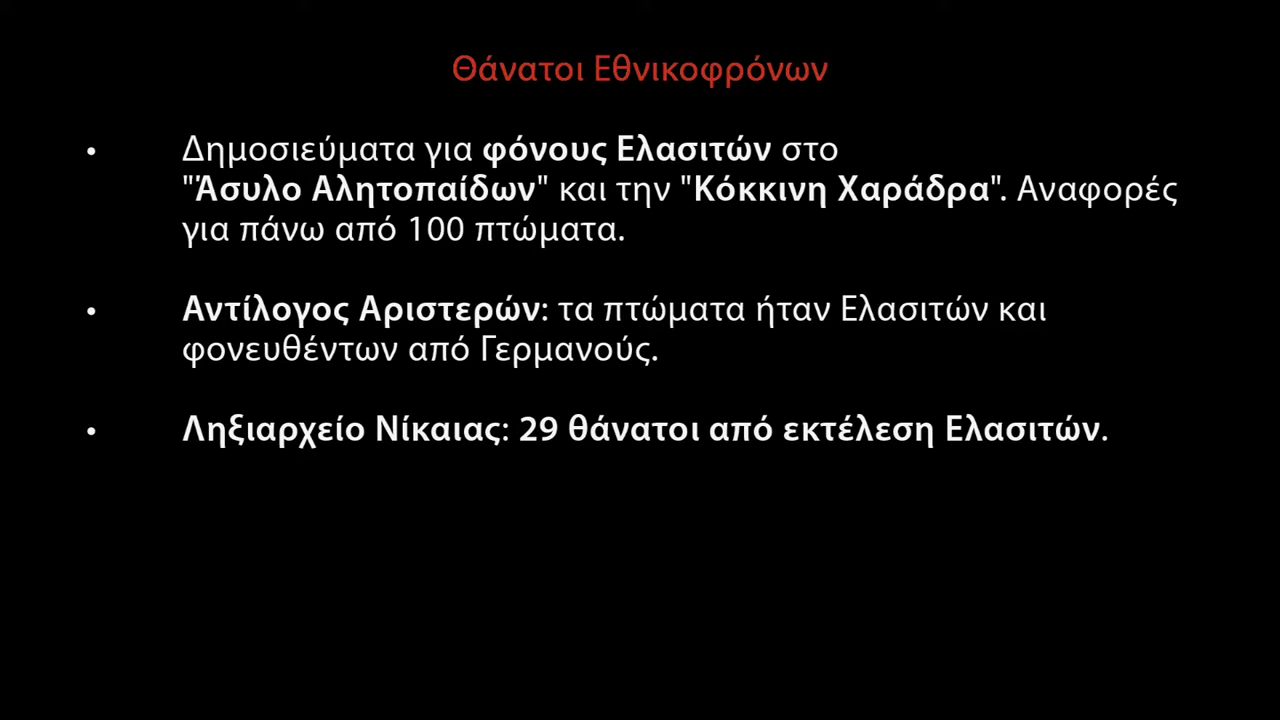 Θάνατοι Εθνικοφρόνων
• Δημοσιεύματα για φόνους Ελασιτών στο
"Άσυλο Αλητοπαίδων" και την "Κόκκινη Χαράδρα". Αναφορές
για πάνω από 100 πτώματα.
• Αντίλογος Αριστερών: τα πτώματα ήταν Ελασιτών και
φονευθέντων από Γερμανούς.
• Ληξιαρχείο Νίκαιας: 29 θάνατοι από εκτέλεση Ελασιτών.